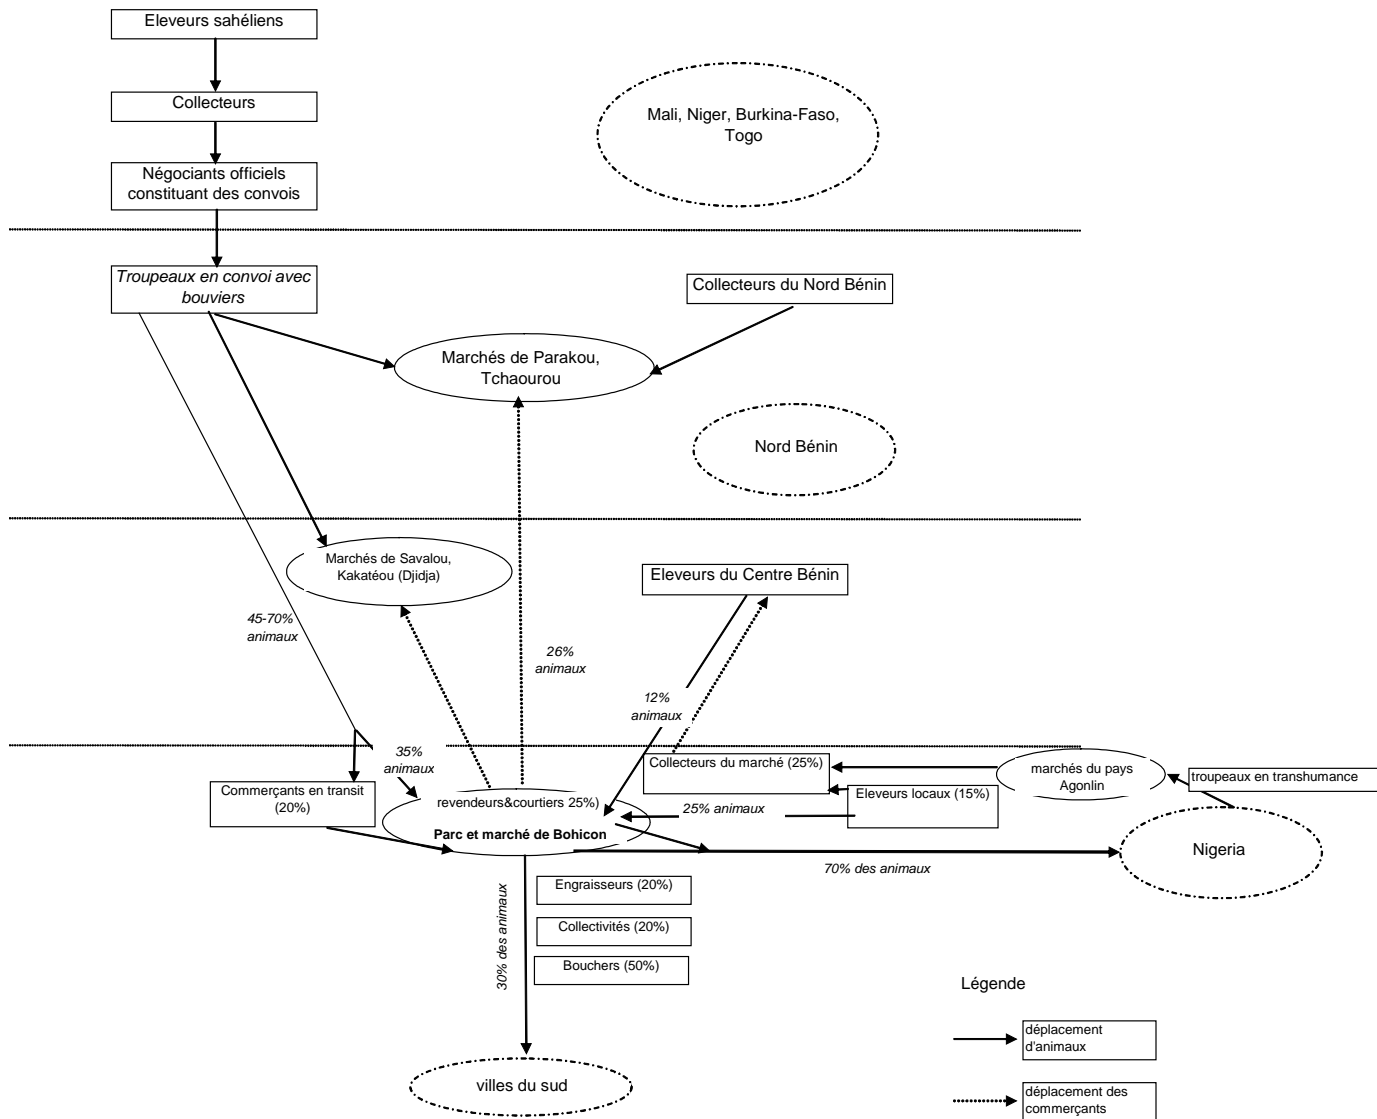 Eleveurs sahéliens
Collecteurs
Mali, Niger, Burkina-Faso,
Togo
Négociants officiels
constituant des convois
Troupeaux en convoi avec
bouviers
Collecteurs du Nord Bénin
Marchés de Parakou,
Tchaourou
Nord Bénin
Marchés de Savalou,
Kakatéou (Djidja)
Eleveurs du Centre Bénin
45-70%
animaux
26%
animaux
12%
animaux
35%
animaux
Collecteurs du marché (25%)
marchés du pays
Agonlin
troupeaux en transhumance
Commerçants en transit
(20%)
revendeurs&courtiers 25%)
25% animaux
Eleveurs locaux (15%)
Parc et marché de Bohicon
70% des animaux
Nigeria
30% des animaux
Engraisseurs (20%)
Collectivités (20%)
Bouchers (50%)
villes du sud
Légende
déplacement
d'animaux
déplacement des
commerçants